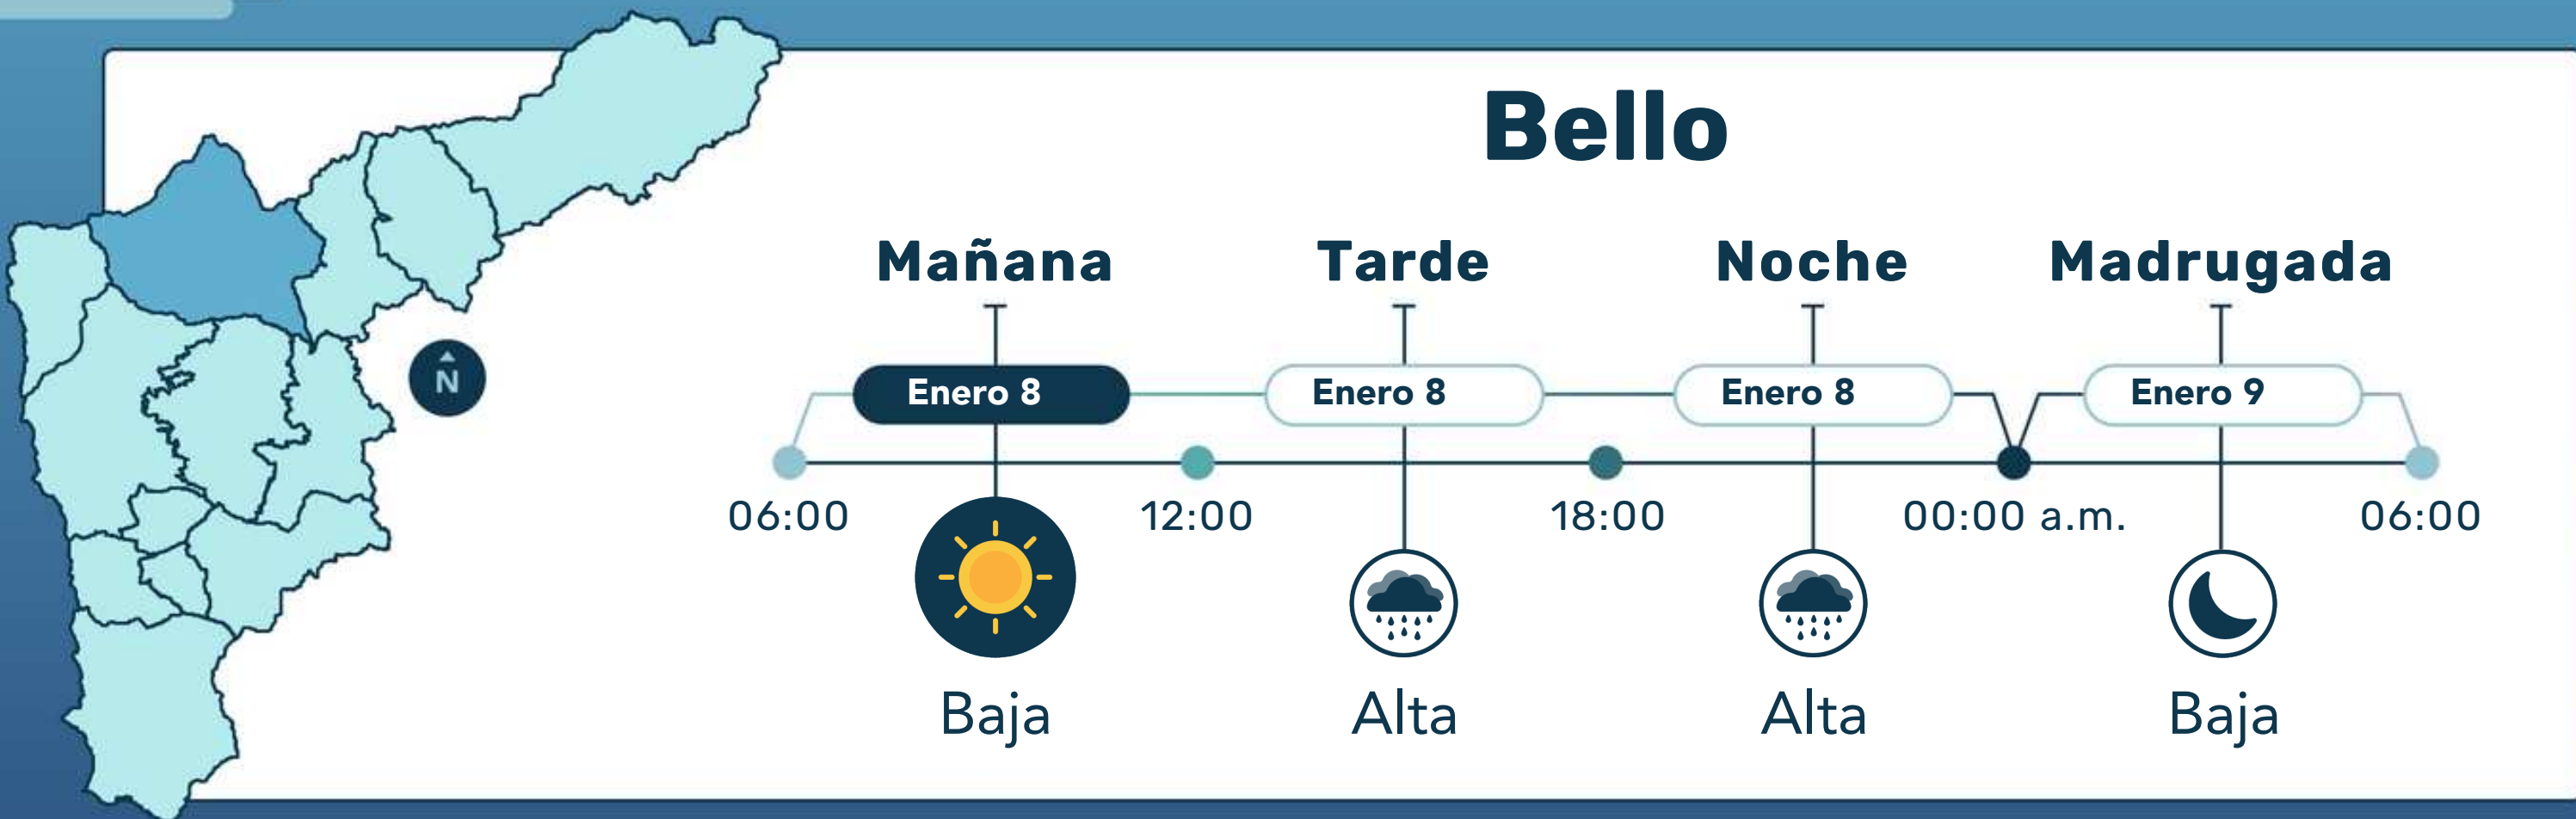 Bello
Mañana Tarde Noche Madrugada
N
Enero 8 Enero 8 Enero 8 Enero 9
06:00 12:00 18:00 00:00 a.m. 06:00
Baja Alta Alta Baja